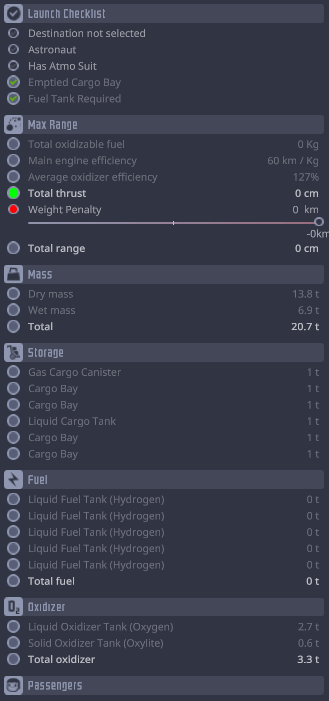 Launch Checklist
Destination not selected
Astronaut
Has Atmo Suit
Emptied Cargo Bay
Fuel Tank Required
Max Range
Total oxidizable fuel 0 Kg
Main engine efficiency 60 km / Kg
Average oxidizer efficiency 127%
Total thrust 0 cm
Weight Penalty 0 km
-0km
Total range 0 cm
Mass
Dry mass 13.8 t
Wet mass 6.9 t
Total 20.7 t
Storage
Gas Cargo Canister 1 t
Cargo Bay 1 t
Cargo Bay 1 t
Liquid Cargo Tank 1 t
Cargo Bay 1 t
Cargo Bay 1 t
Fuel
Liquid Fuel Tank (Hydrogen) 0 t
Liquid Fuel Tank (Hydrogen) 0 t
Liquid Fuel Tank (Hydrogen) 0 t
Liquid Fuel Tank (Hydrogen) 0 t
Liquid Fuel Tank (Hydrogen) 0 t
Total fuel 0 t
O2 Oxidizer
Liquid Oxidizer Tank (Oxygen) 2.7 t
Solid Oxidizer Tank (Oxylite) 0.6 t
Total oxidizer 3.3 t
Passengers